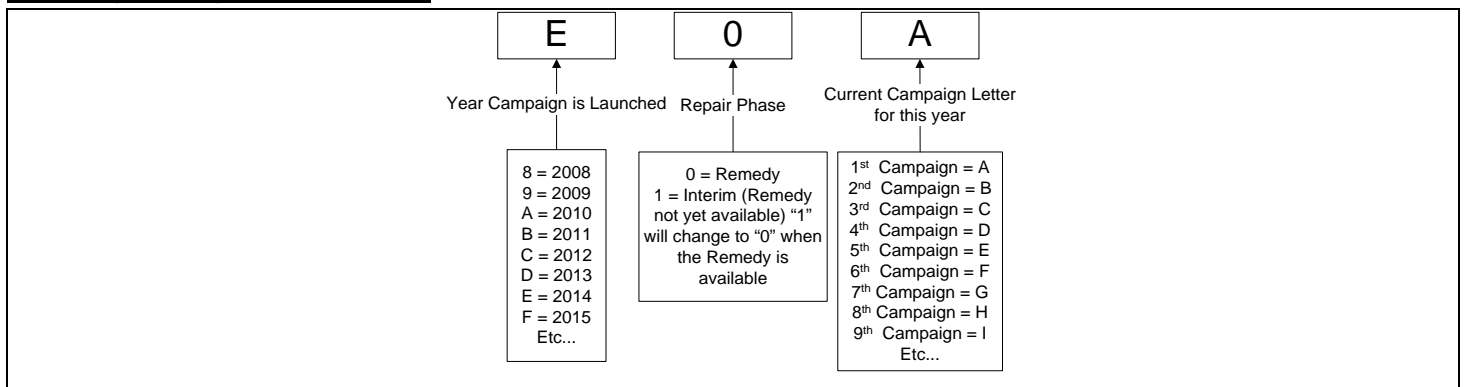 E 0 A
Year Campaign is Launched
Repair Phase
Current Campaign Letter
for this year
8 = 2008
9 = 2009
A = 2010
B = 2011
C = 2012
D = 2013
E = 2014
F = 2015
Etc...
0 = Remedy
1 = Interim (Remedy
not yet available) “1”
will change to “0” when
the Remedy is
available
1st Campaign = A
2nd Campaign = B
3rd Campaign = C
4th Campaign = D
5th Campaign = E
6th Campaign = F
7th Campaign = G
8th Campaign = H
9th Campaign = I
Etc...